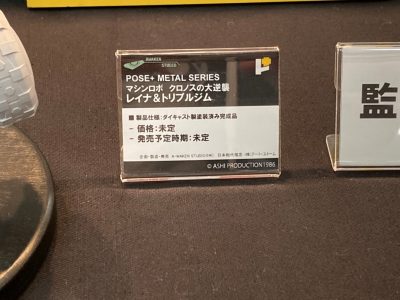 AWAKEN
STUDIO
POSE+ METAL SERIES
マシンロボ クロノスの大逆襲
レイナ＆トリプルジム
■ 製品仕様：ダイキャスト製塗装済み完成品
- 価格：未定
- 発売予定時期：未定
© ASHI PRODUCTION1986
監